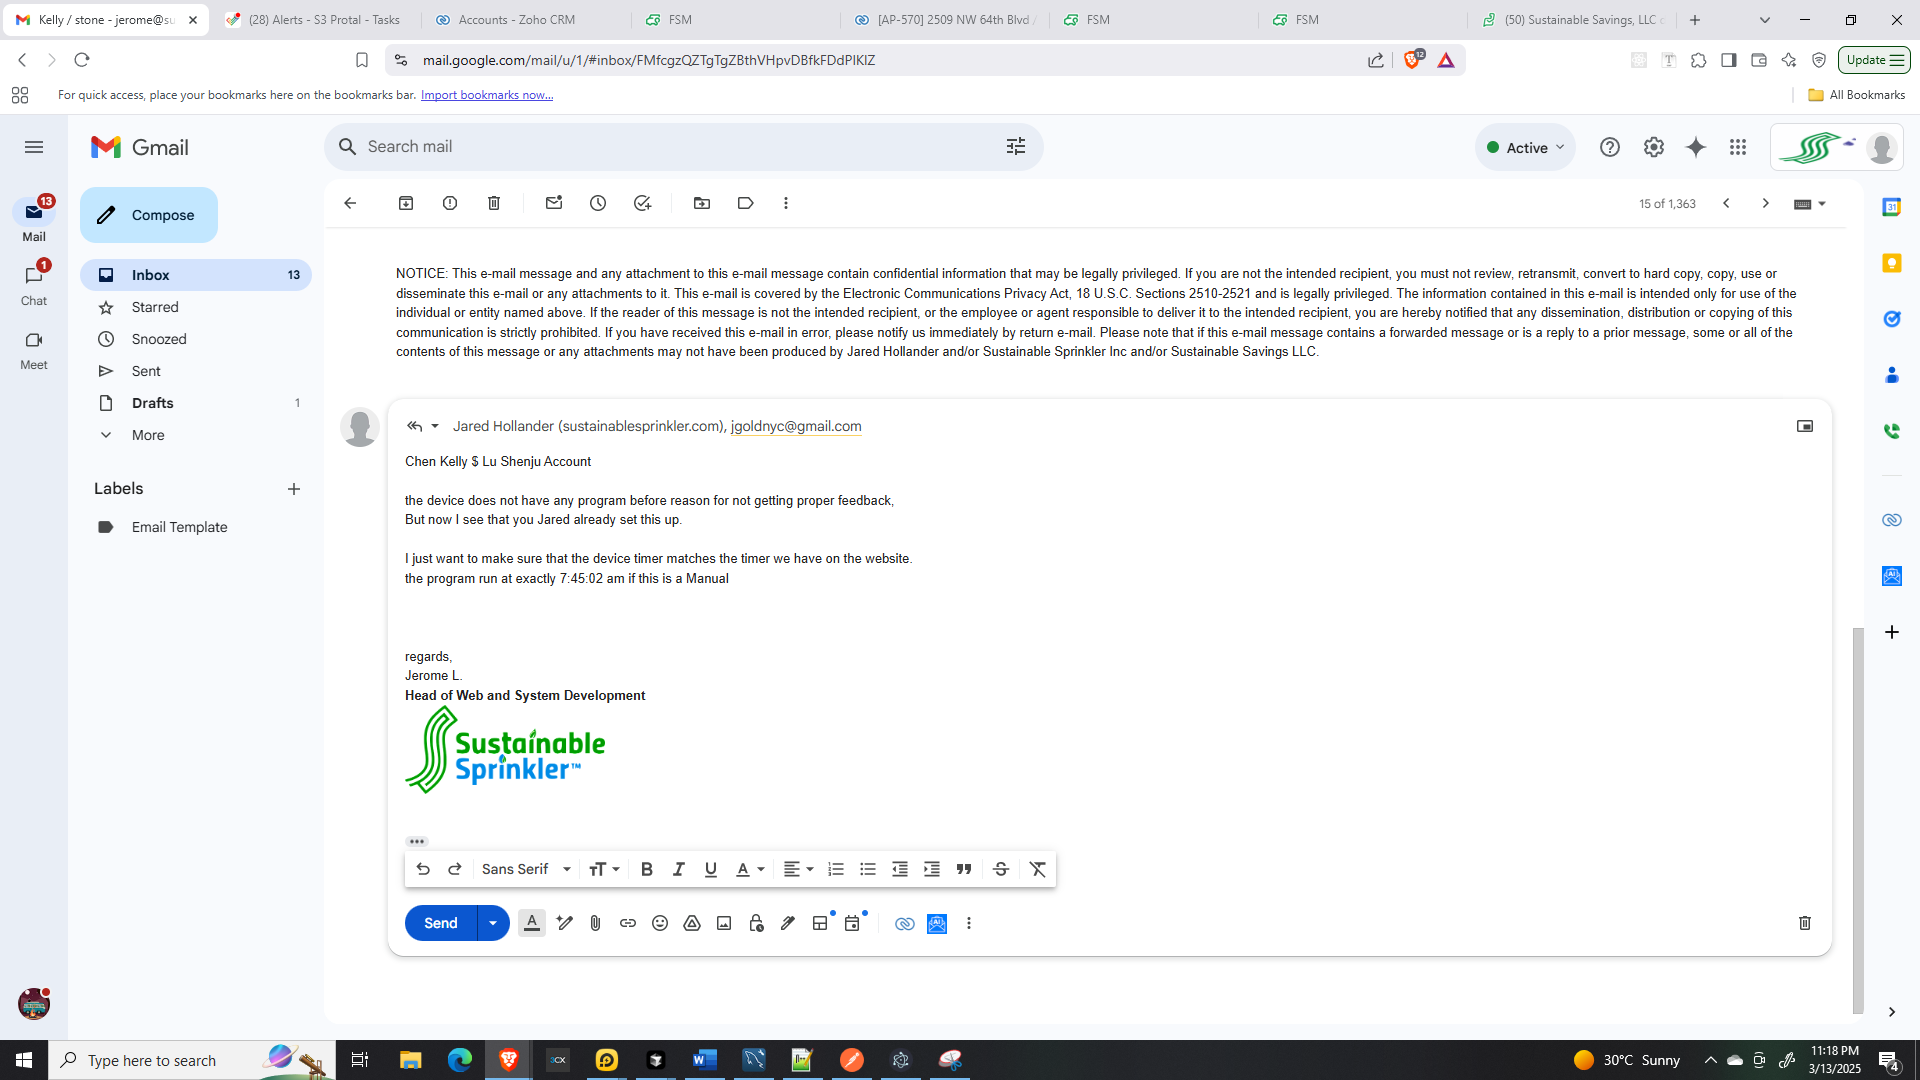 Kelly / stone - jerome@su
(28) Alerts - S3 Protal - Tasks
Accounts - Zoho CRM
FSM
[AP-570] 2509 NW 64th Blvd
FSM
FSM
(50) Sustainable Savings, LLC
mail.google.com/mail/u/1/#inbox/FMfcgzQZTgTgZBthVHpvDBfkFDdPlKlZ
12
Update
For quick access, place your bookmarks here on the bookmarks bar. Import bookmarks now...
All Bookmarks
Gmail
Search mail
Active
13
Mail
1
Chat
Meet
Compose
Inbox 13
Starred
Snoozed
Sent
Drafts 1
More
Labels
Email Template
15 of 1,363
NOTICE: This e-mail message and any attachment to this e-mail message contain confidential information that may be legally privileged. If you are not the intended recipient, you must not review, retransmit, convert to hard copy, copy, use or
disseminate this e-mail or any attachments to it. This e-mail is covered by the Electronic Communications Privacy Act, 18 U.S.C. Sections 2510-2521 and is legally privileged. The information contained in this e-mail is intended only for use of the
individual or entity named above. If the reader of this message is not the intended recipient, or the employee or agent responsible to deliver it to the intended recipient, you are hereby notified that any dissemination, distribution or copying of this
communication is strictly prohibited. If you have received this e-mail in error, please notify us immediately by return e-mail. Please note that if this e-mail message contains a forwarded message or is a reply to a prior message, some or all of the
contents of this message or any attachments may not have been produced by Jared Hollander and/or Sustainable Sprinkler Inc and/or Sustainable Savings LLC.
Jared Hollander (sustainablesprinkler.com), jgoldnyc@gmail.com
Chen Kelly $ Lu Shenju Account
the device does not have any program before reason for not getting proper feedback,
But now I see that you Jared already set this up.
I just want to make sure that the device timer matches the timer we have on the website.
the program run at exactly 7:45:02 am if this is a Manual
regards,
Jerome L.
Head of Web and System Development
Sustainable
Sprinkler™
Sans Serif
Send
31
Type here to search
30°C Sunny
11:18 PM
3/13/2025
4